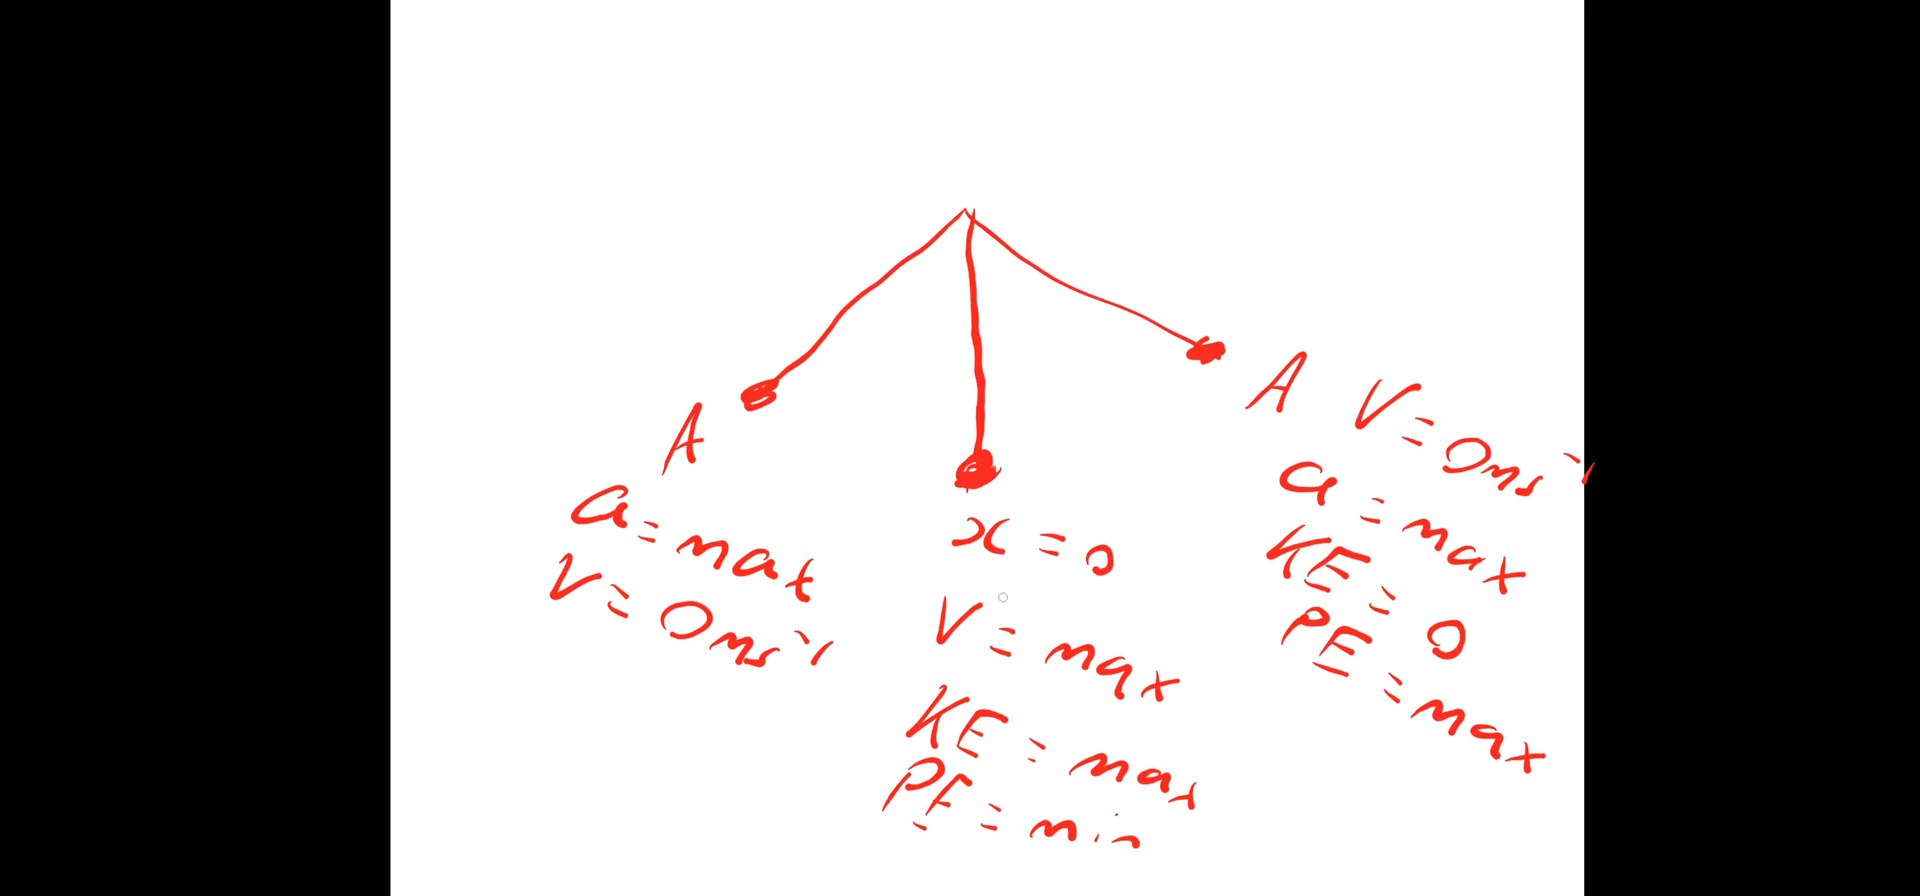 A
a = max
V = 0ms⁻¹
x = 0
V = max
KE = max
PE = min
A V = 0ms⁻¹
a = max
KE = 0
PE = max